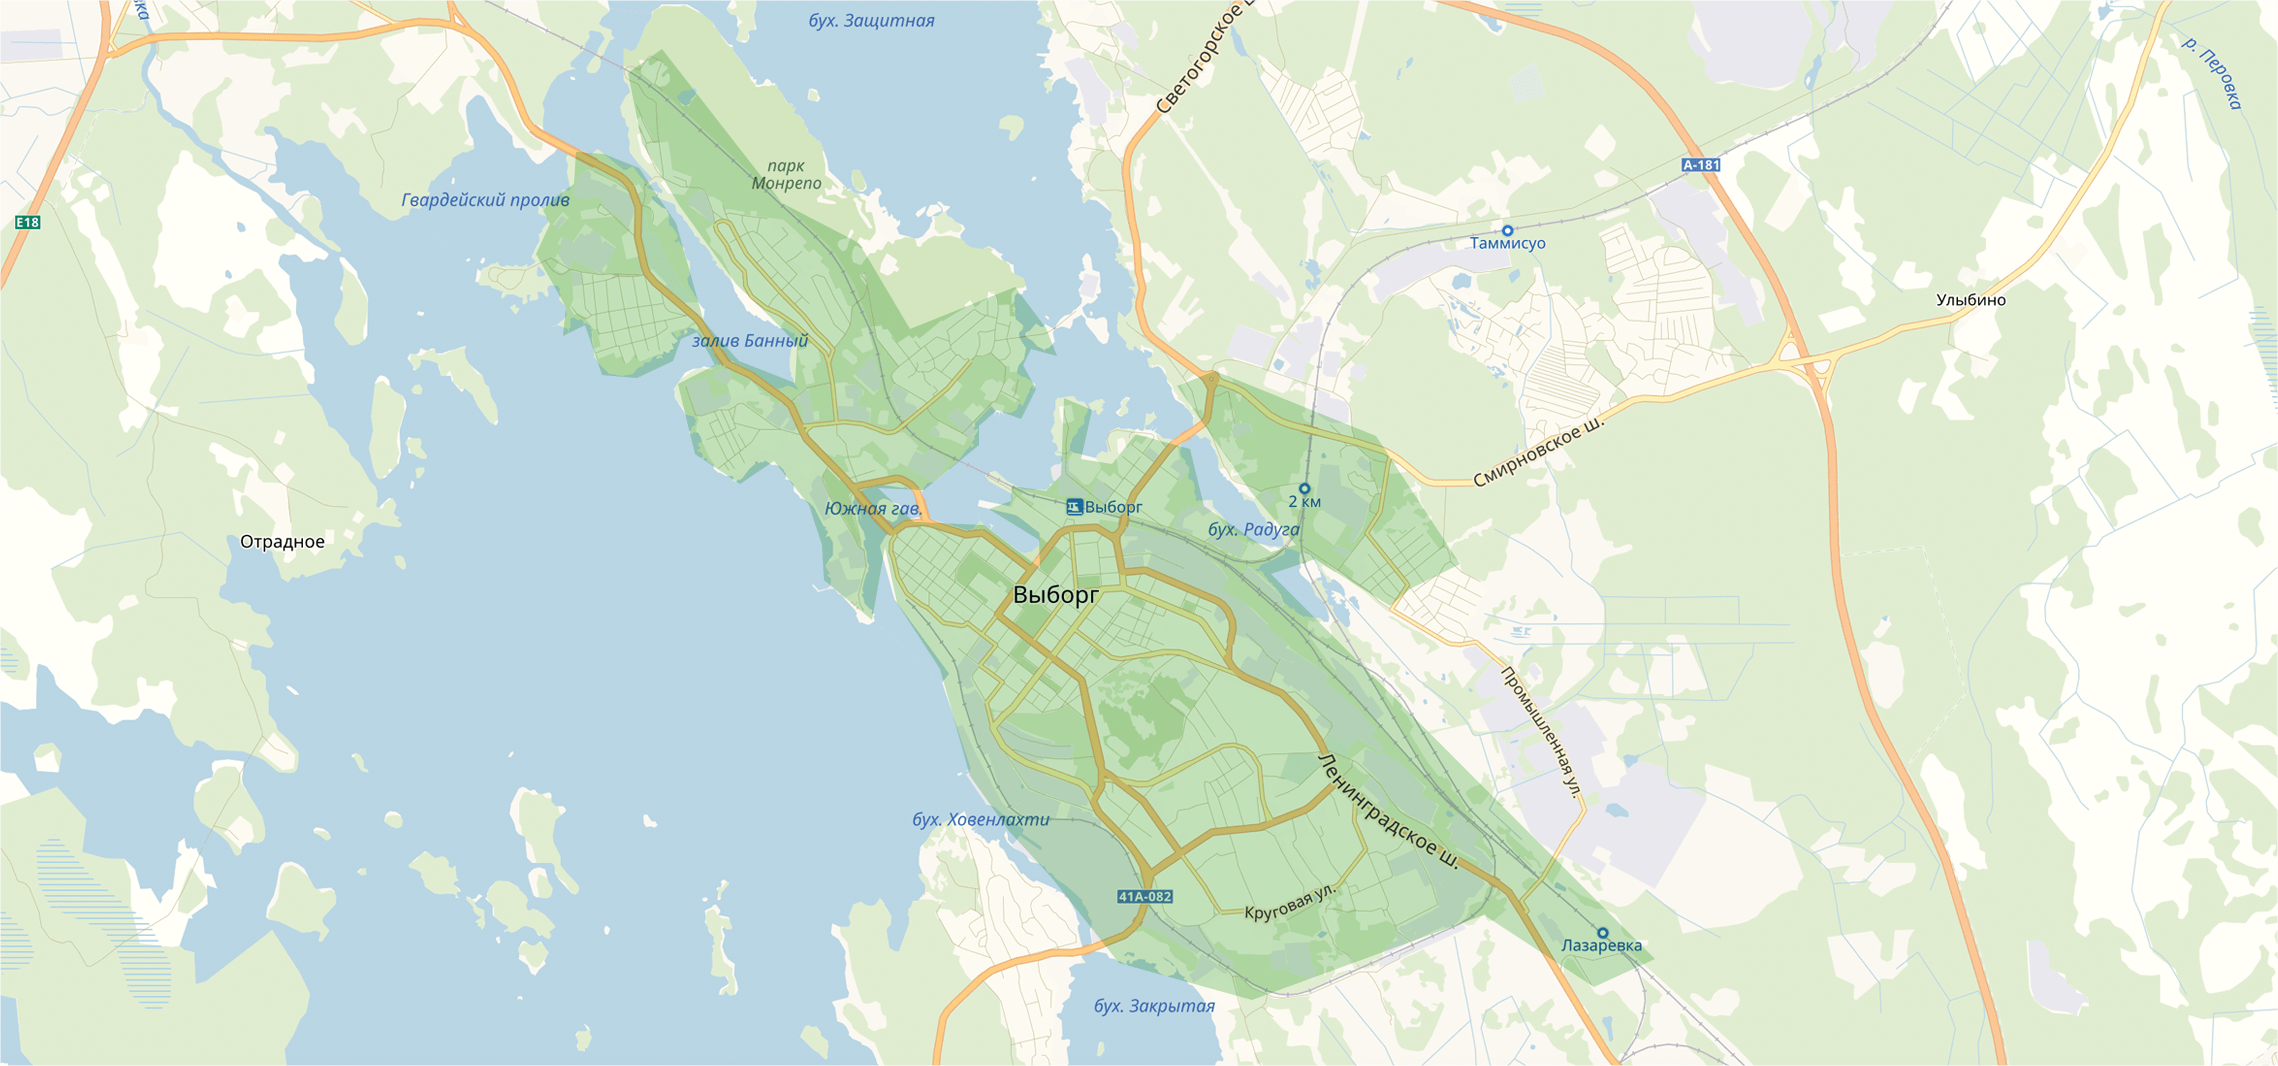 бух. Защитная
Светогорское
р. Перовка
парк
Монрепо
А-181
Гвардейский пролив
E18
Таммисуо
Улыбино
залив Банный
Смирновское ш.
2 км
Южная гав.
Выборг
бух. Радуга
Отрадное
Выборг
Промышленная ул.
Ленинградское ш.
бух. Ховенлахти
41А-082
Круговая ул.
Лазаревка
бух. Закрытая